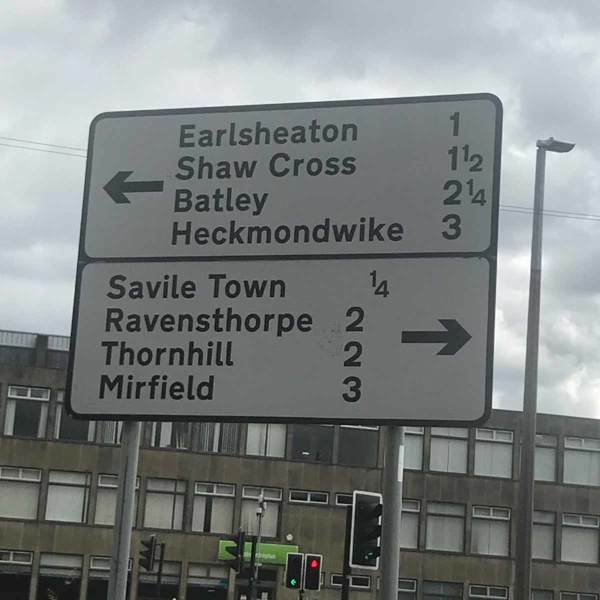 Earlsheaton 1
Shaw Cross 1½
Batley 2¼
Heckmondwike 3
Savile Town ¼
Ravensthorpe 2
Thornhill 2
Mirfield 3